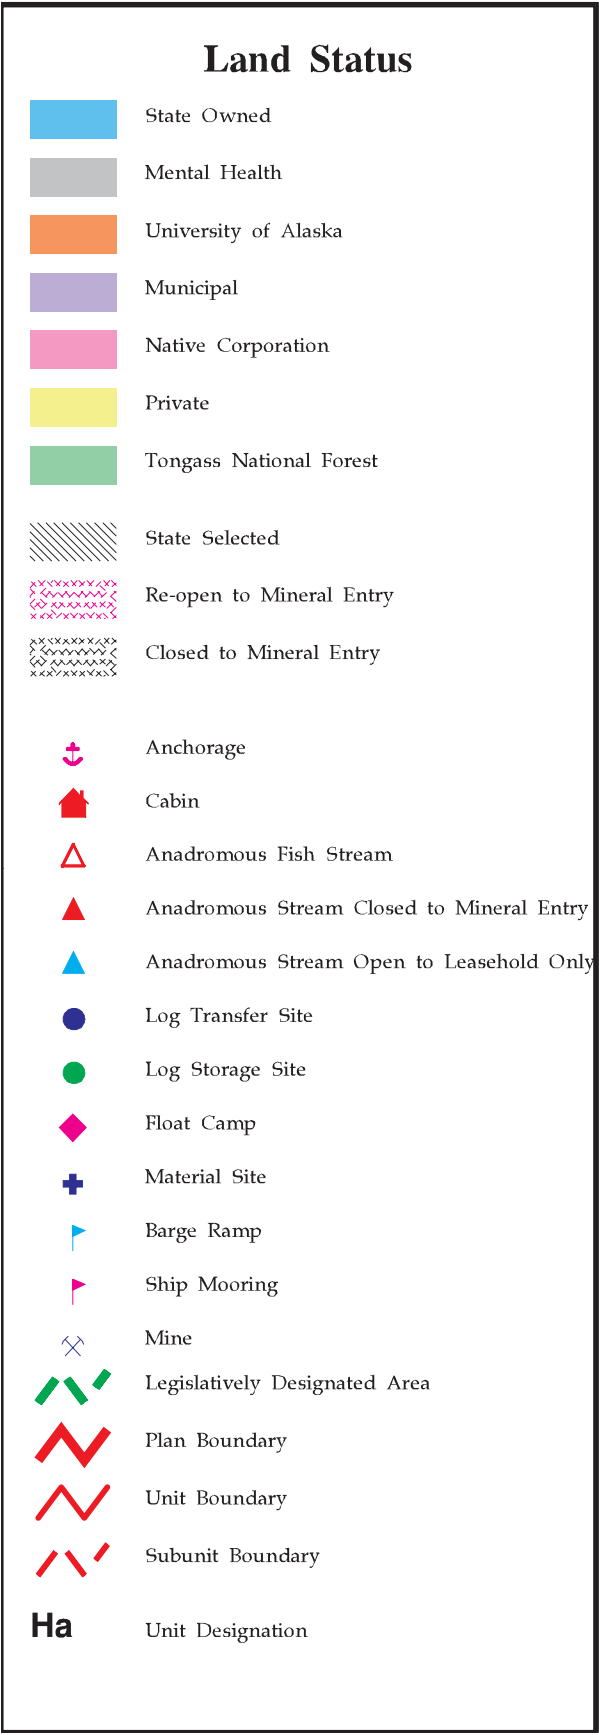 Land Status
State Owned
Mental Health
University of Alaska
Municipal
Native Corporation
Private
Tongass National Forest
State Selected
Re-open to Mineral Entry
Closed to Mineral Entry
Anchorage
Cabin
Anadromous Fish Stream
Anadromous Stream Closed to Mineral Entry
Anadromous Stream Open to Leasehold Only
Log Transfer Site
Log Storage Site
Float Camp
Material Site
Barge Ramp
Ship Mooring
Mine
Legislatively Designated Area
Plan Boundary
Unit Boundary
Subunit Boundary
Ha Unit Designation